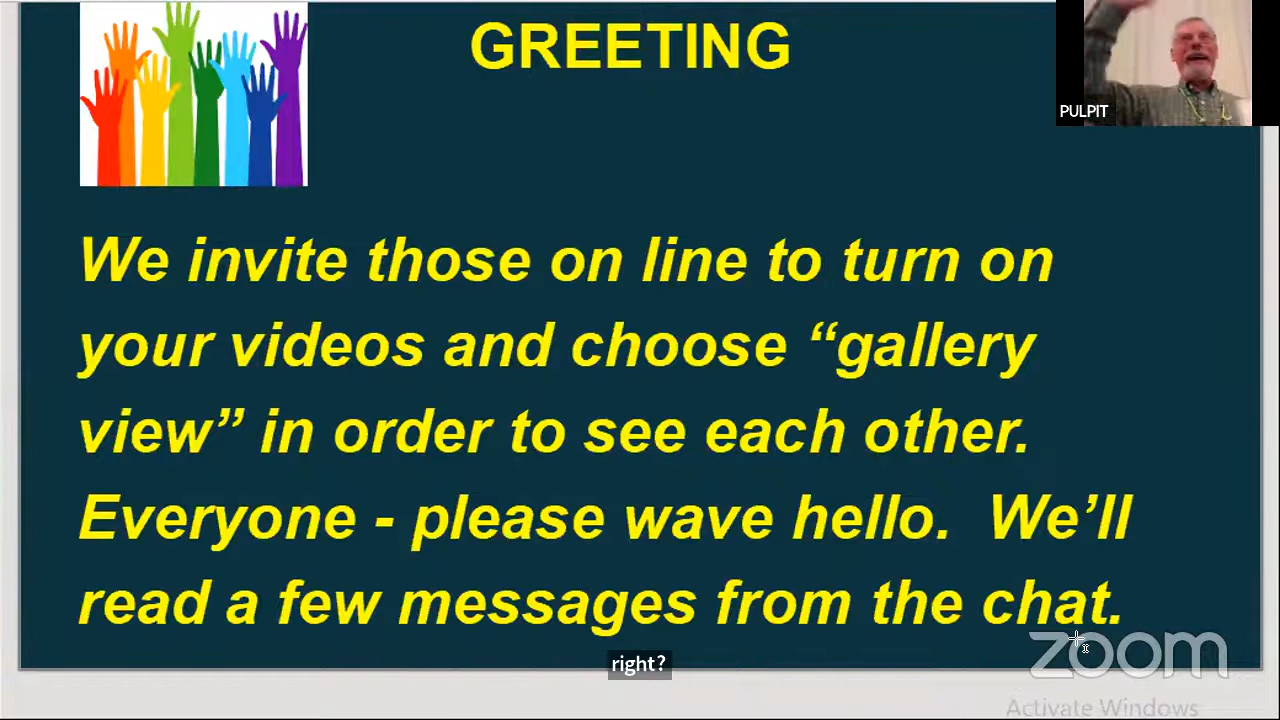 GREETING
PULPIT
We invite those on line to turn on
your videos and choose “gallery
view” in order to see each other.
Everyone - please wave hello.  We’ll
read a few messages from the chat.
zoom
right?
Activate Windows